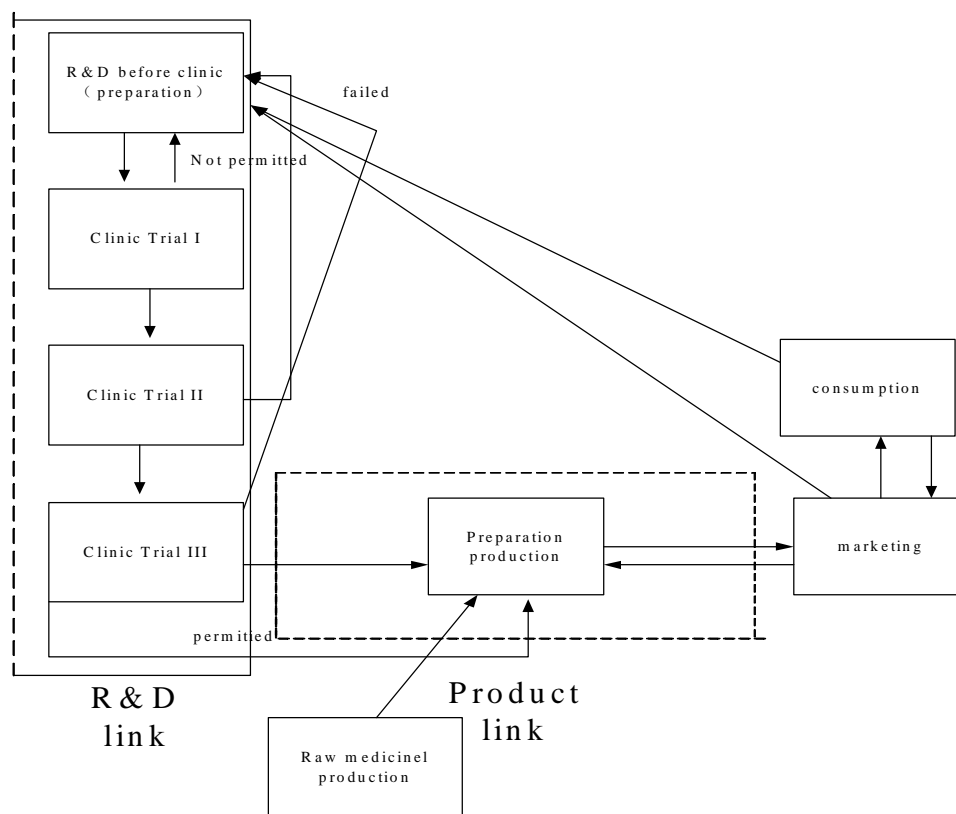 R&D before clinic
（preparation）
failed
Not permitted
Clinic Trial I
Clinic Trial II
consumption
Clinic Trial III
Preparation
production
marketing
permitied
R&D
link
Product
link
Raw medicinel
production